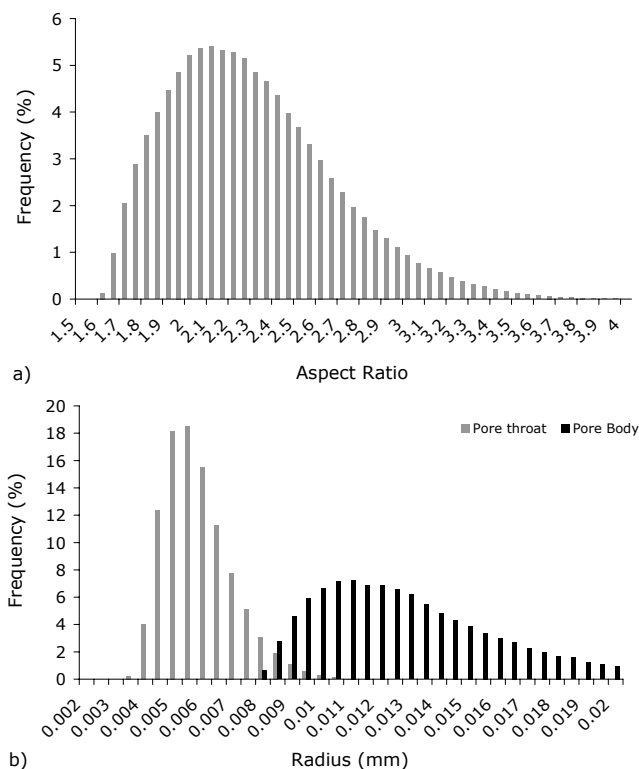 6
5
4
3
2
1
0
Frequency (%)
1.5 1.6 1.7 1.8 1.9 2 2.1 2.2 2.3 2.4 2.5 2.6 2.7 2.8 2.9 3.1 3.2 3.3 3.4 3.5 3.6 3.7 3.8 3.9 4
a)
Aspect Ratio
20
18
16
14
12
10
8
6
4
2
0
Frequency (%)
Pore throat Pore Body
0.002 0.003 0.004 0.005 0.006 0.007 0.008 0.009 0.01 0.011 0.012 0.013 0.014 0.015 0.016 0.017 0.018 0.019 0.02
b)
Radius (mm)